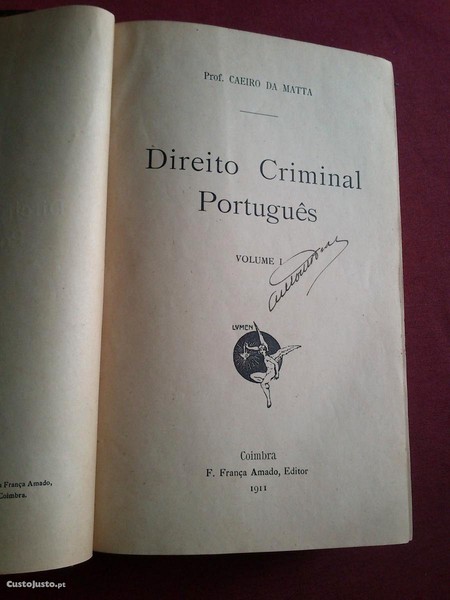 Prof. CAEIRO DA MATTA
Direito Criminal
Português
VOLUME I
LVMEN
Coimbra
F. França Amado, Editor
1911
França Amado,
Coimbra.
CustoJusto.pt